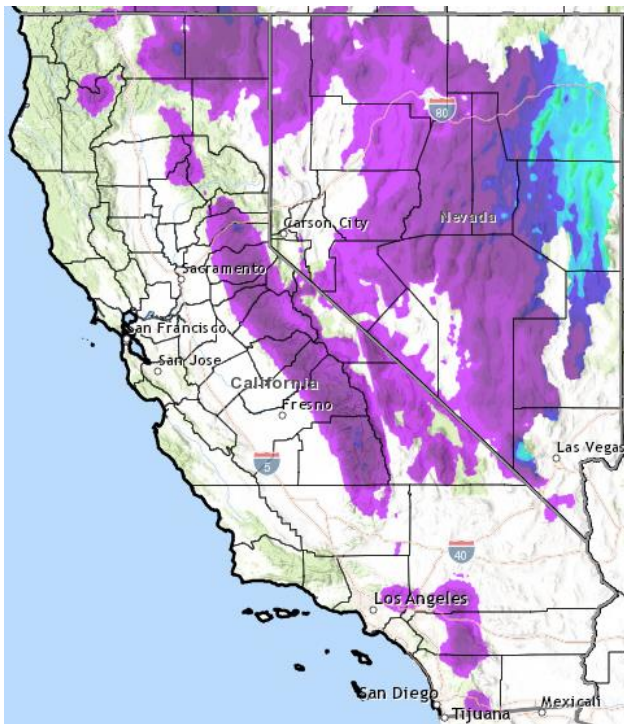 80
Nevada
Carson City
Sacramento
San Francisco
San Jose
California
Fresno
5
Las Vegas
40
Los Angeles
San Diego
Tijuana
Mexicali